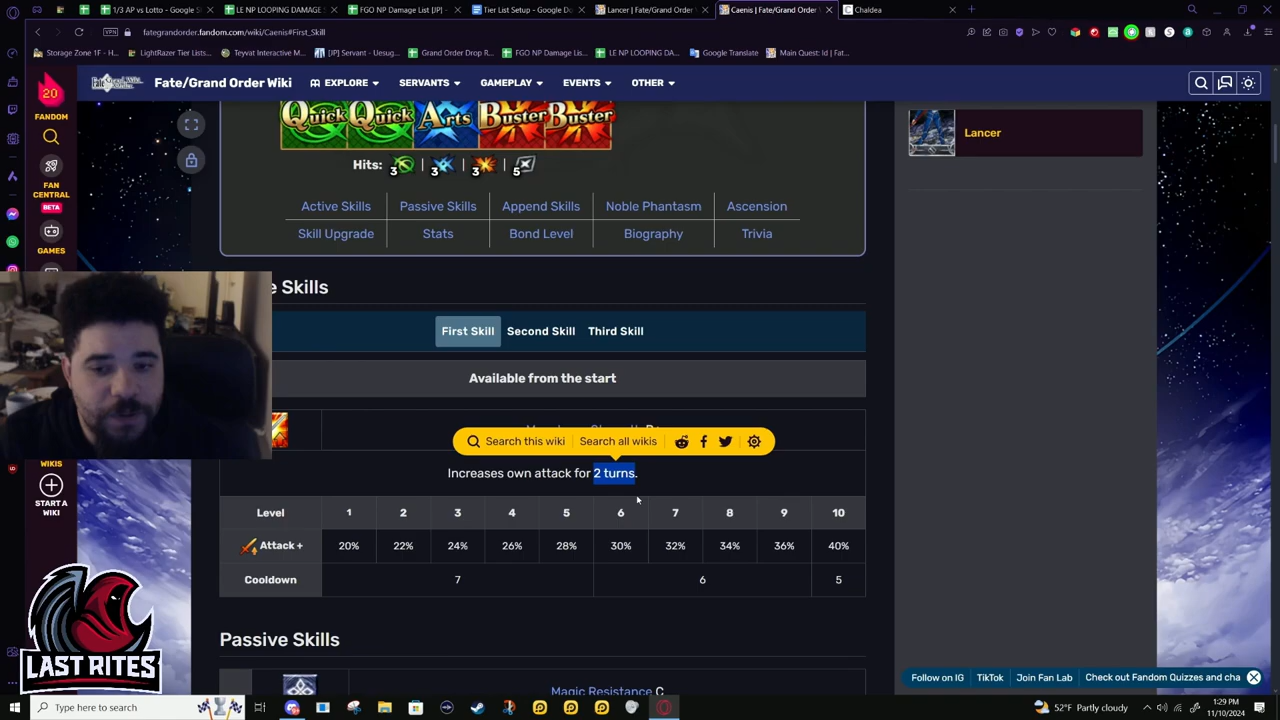 1/3 AP vs Lotto - Google S
LE NP LOOPING DAMAGE
FGO NP Damage List [JP] -
Tier List Setup - Google Do
Lancer | Fate/Grand Order
Caenis | Fate/Grand Order
Chaldea
VPN
fategrandorder.fandom.com/wiki/Caenis#First_Skill
Storage Zone 1F - H...
LightRazer Tier Lists...
Teyvat Interactive M...
[JP] Servant - Uesug...
Grand Order Drop R...
FGO NP Damage Lis...
LE NP LOOPING DA...
Google Translate
Main Quest: Id | Fat...
20
FANDOM
Fate/Grand Order Wiki
EXPLORE
SERVANTS
GAMEPLAY
EVENTS
OTHER
FAN CENTRAL
BETA
GAMES
WIKIS
START A WIKI
Quick Quick Arts Buster Buster
Hits: 3 | 3 | 3 | 5
Lancer
Active Skills
Passive Skills
Append Skills
Noble Phantasm
Ascension
Skill Upgrade
Stats
Bond Level
Biography
Trivia
Skills
First Skill
Second Skill
Third Skill
Available from the start
Search this wiki
Search all wikis
Increases own attack for 2 turns.
Level 1 2 3 4 5 6 7 8 9 10
Attack + 20% 22% 24% 26% 28% 30% 32% 34% 36% 40%
Cooldown 7 6 5
Passive Skills
Magic Resistance C
LAST RITES
Follow on IG
TikTok
Join Fan Lab
Check out Fandom Quizzes and cha
Type here to search
52°F Partly cloudy
1:29 PM
11/10/2024